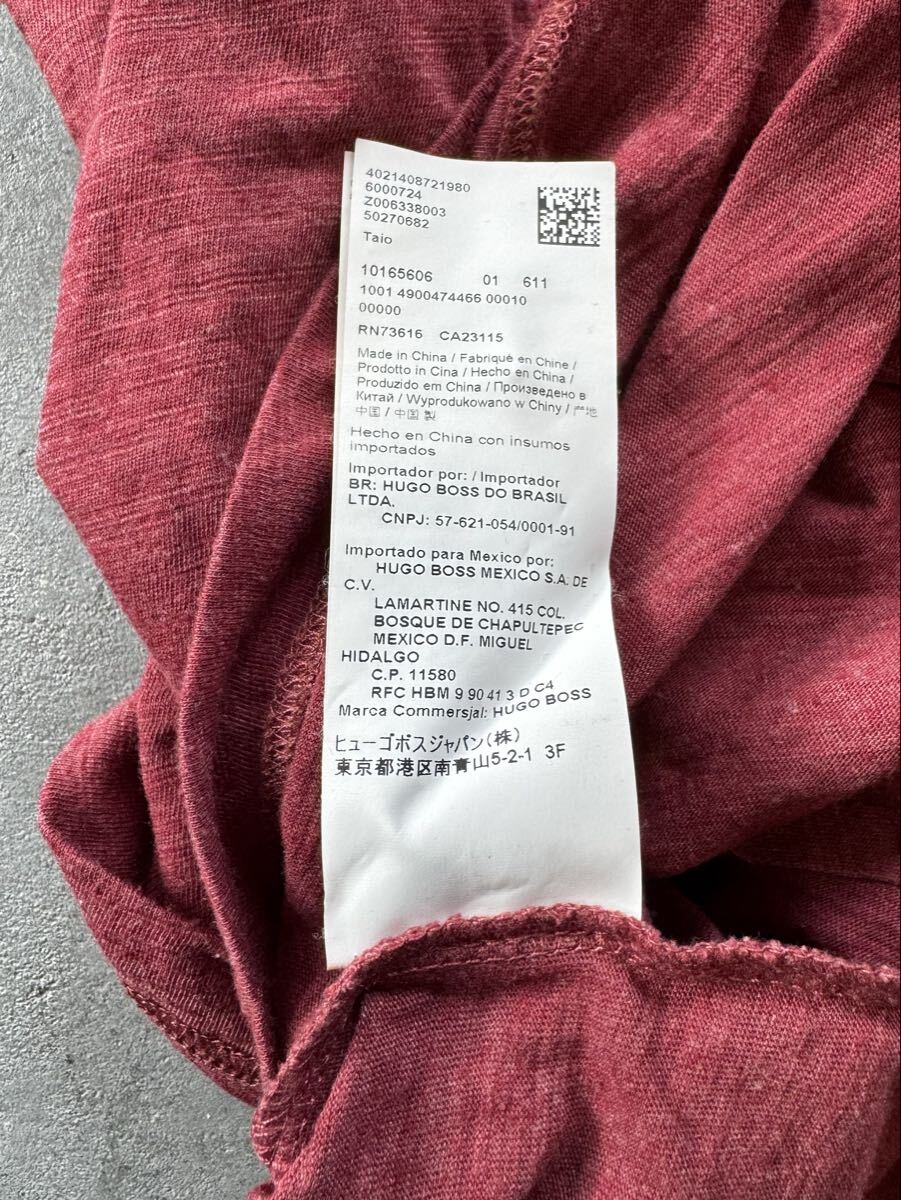 4021408721980
6000724
Z006338003
50270682
Taio
10165606 01 611
1001 4900474466 00010
00000
RN73616 CA23115
Made in China / Fabriqué en Chine /
Prodotto in Cina / Hecho en China /
Produzido em China / Произведено в
Китай / Wyprodukowano w Chiny / 产地
中国 / 中国 製
Hecho en China con insumos
importados
Importador por: / Importador
BR: HUGO BOSS DO BRASIL
LTDA.
CNPJ: 57-621-054/0001-91
Importado para Mexico por:
HUGO BOSS MEXICO S.A. DE
C.V.
LAMARTINE NO. 415 COL.
BOSQUE DE CHAPULTEPEC
MEXICO D.F. MIGUEL
HIDALGO
C.P. 11580
RFC HBM 9 90 41 3 D C4
Marca Commersjal: HUGO BOSS
ヒューゴボスジャパン(株)
東京都港区南青山5-2-1 3F